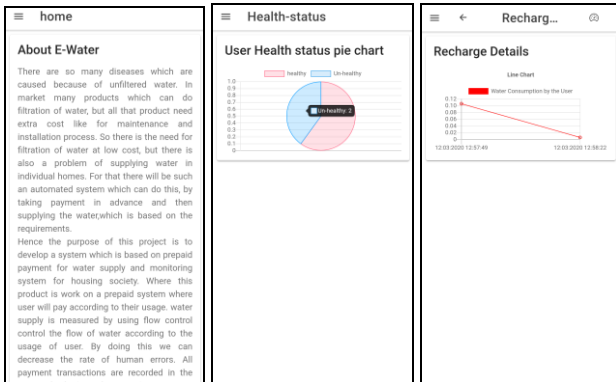 home
About E-Water
There are so many diseases which are
caused because of unfiltered water. In
market many products which can do
filtration of water, but all that product need
extra cost like for maintenance and
installation process. So there is the need for
filtration of water at low cost, but there is
also a problem of supplying water in
individual homes. For that there will be such
an automated system which can do this, by
taking payment in advance and then
supplying the water,which is based on the
requirements.
Hence the purpose of this project is to
develop a system which is based on prepaid
payment for water supply and monitoring
system for housing society. Where this
product is work on a prepaid system where
user will pay according to their usage. water
supply is measured by using flow control
control the flow of water according to the
usage of user. By doing this we can
decrease the rate of human errors. All
payment transactions are recorded in the
Health-status
User Health status pie chart
healthy Un-healthy
1.0
0.9
0.8
0.7
0.6
0.5
0.4
0.3
0.2
0.1
0
Un-healthy: 2
Recharg...
Recharge Details
Line Chart
Water Consumption by the User
0.12
0.10
0.08
0.06
0.04
0.02
0
12:03:2020 12:57:49 12:03:2020 12:58:22